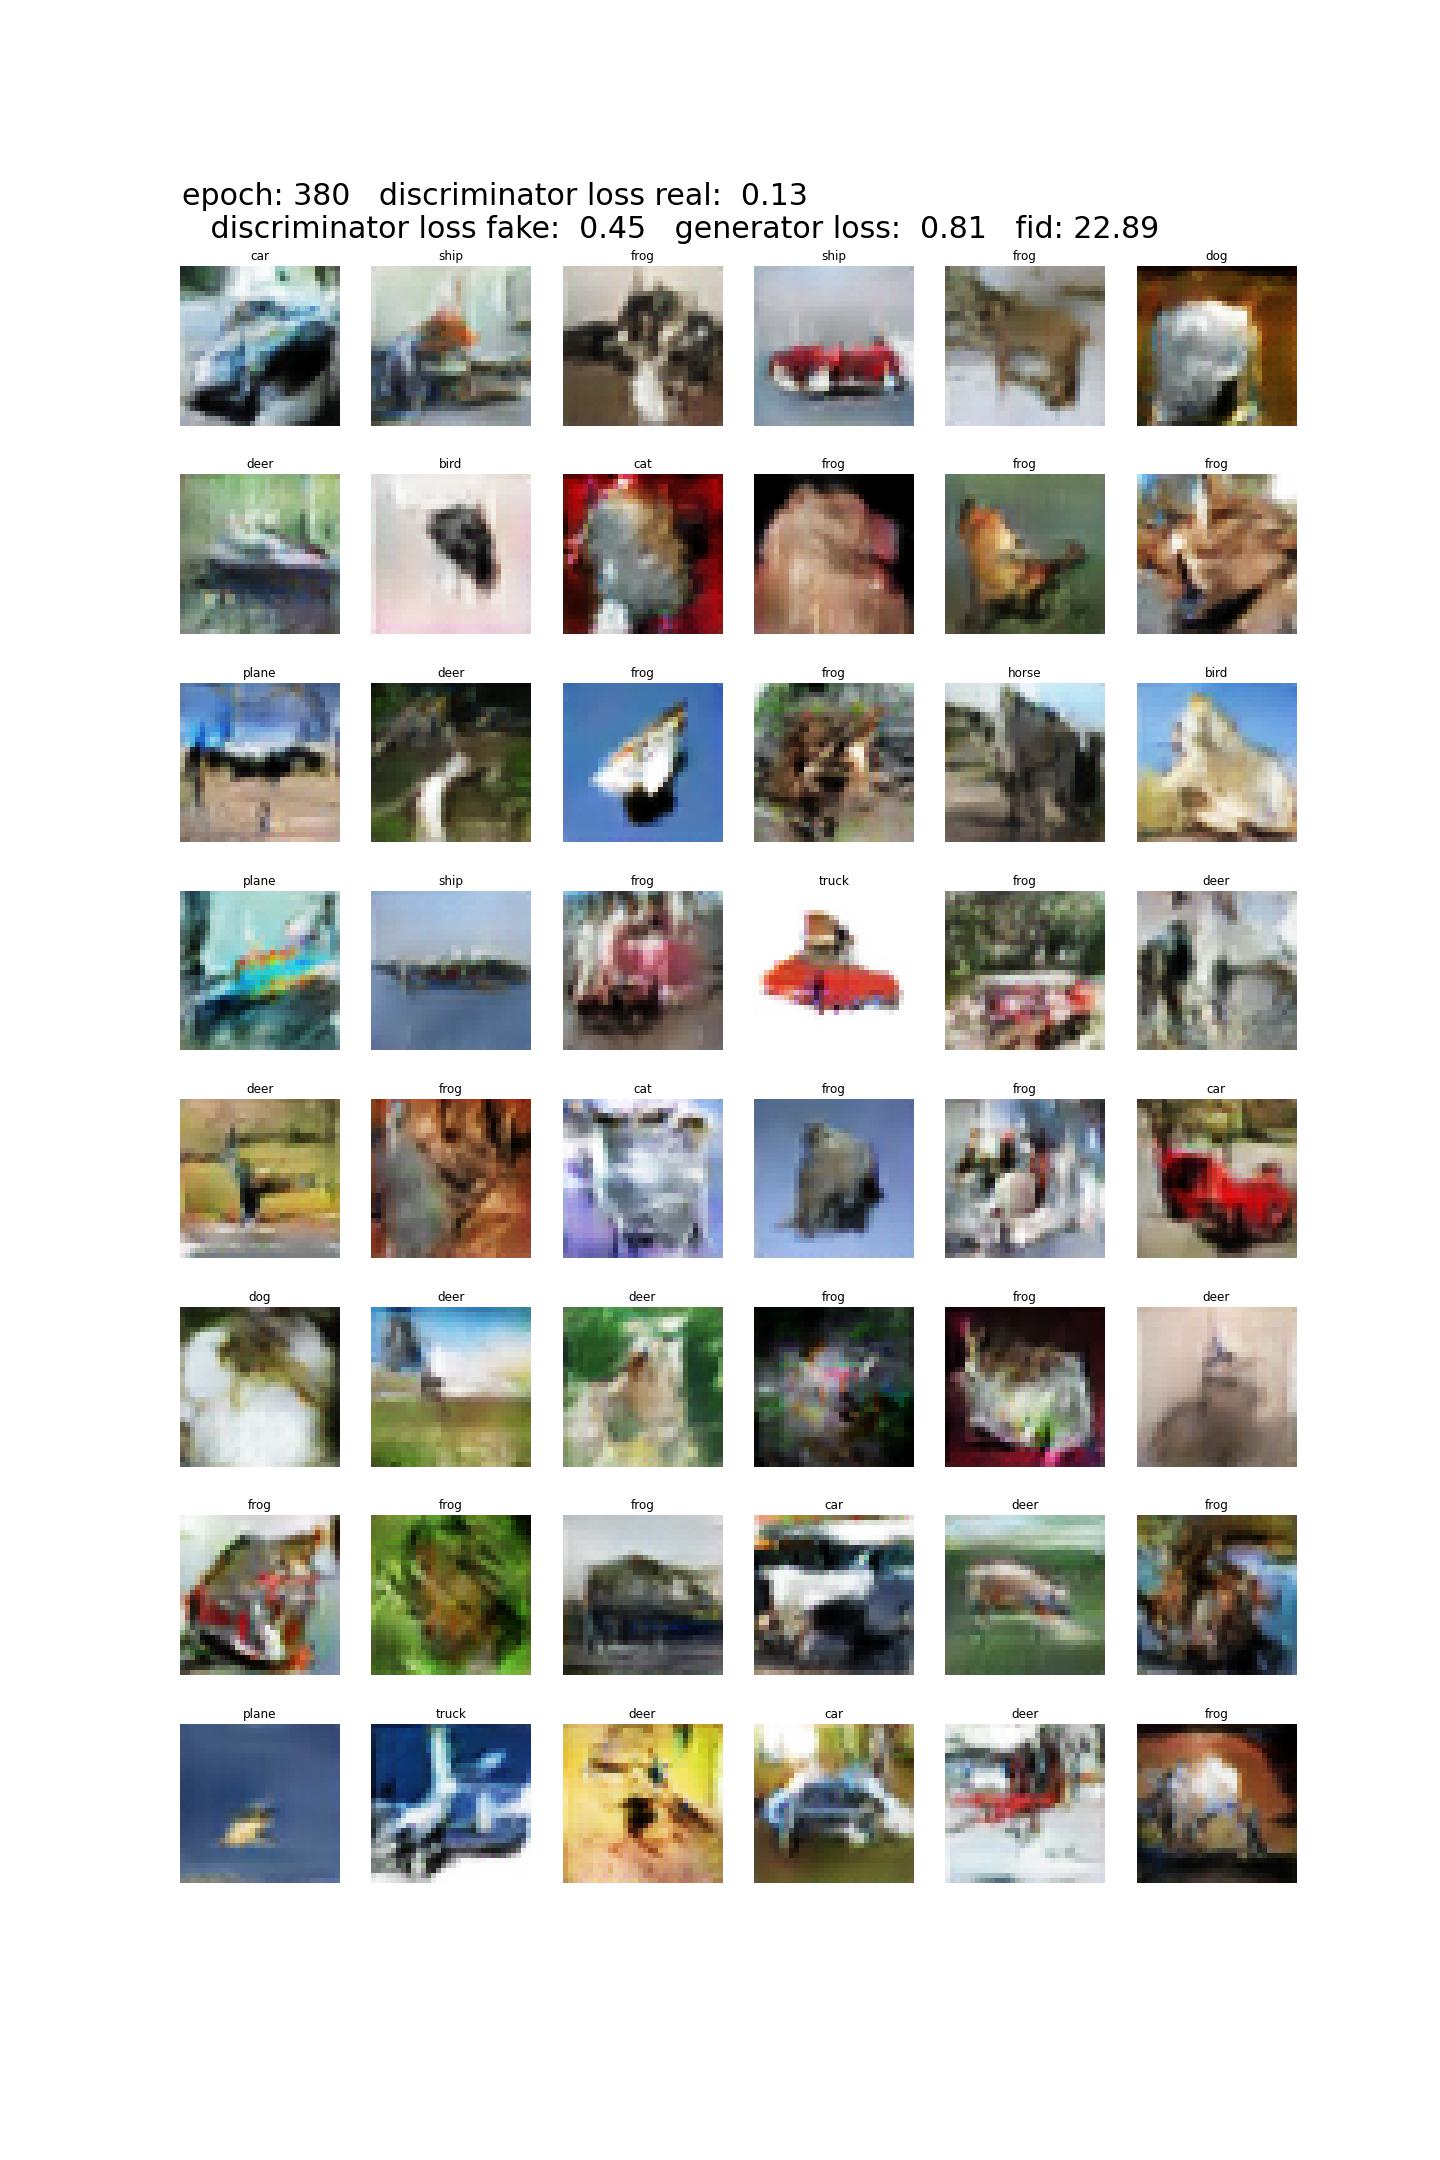 epoch: 380   discriminator loss real:  0.13
discriminator loss fake:  0.45   generator loss:  0.81   fid: 22.89
car ship frog ship frog dog
deer bird cat frog frog frog
plane deer frog frog horse bird
plane ship frog truck frog deer
deer frog cat frog frog car
dog deer deer frog frog deer
frog frog frog car deer frog
plane truck deer car deer frog